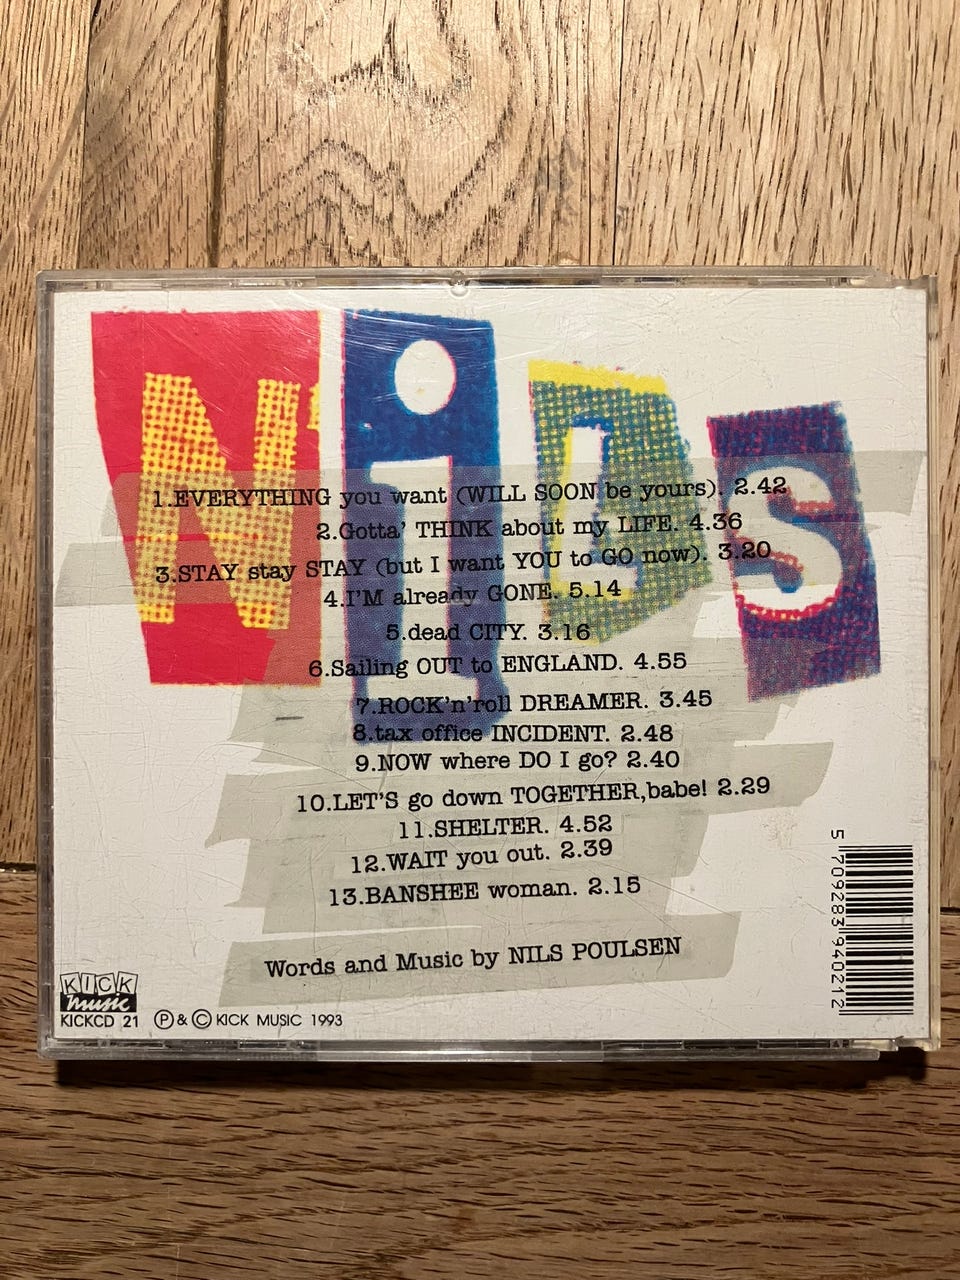 NiLS
1.EVERYTHING you want (WILL SOON be yours). 2.42
2.Gotta' THINK about my LIFE. 4.36
3.STAY stay STAY (but I want YOU to GO now). 3.20
4.I'M already GONE. 5.14
5.dead CITY. 3.16
6.Sailing OUT to ENGLAND. 4.55
7.ROCK'n'roll DREAMER. 3.45
8.tax office INCIDENT. 2.48
9.NOW where DO I go? 2.40
10.LET'S go down TOGETHER,babe! 2.29
11.SHELTER. 4.52
12.WAIT you out. 2.39
13.BANSHEE woman. 2.15
Words and Music by NILS POULSEN
KICK
music
KICKCD 21 Ⓟ & © KICK MUSIC 1993
5 709283 940212